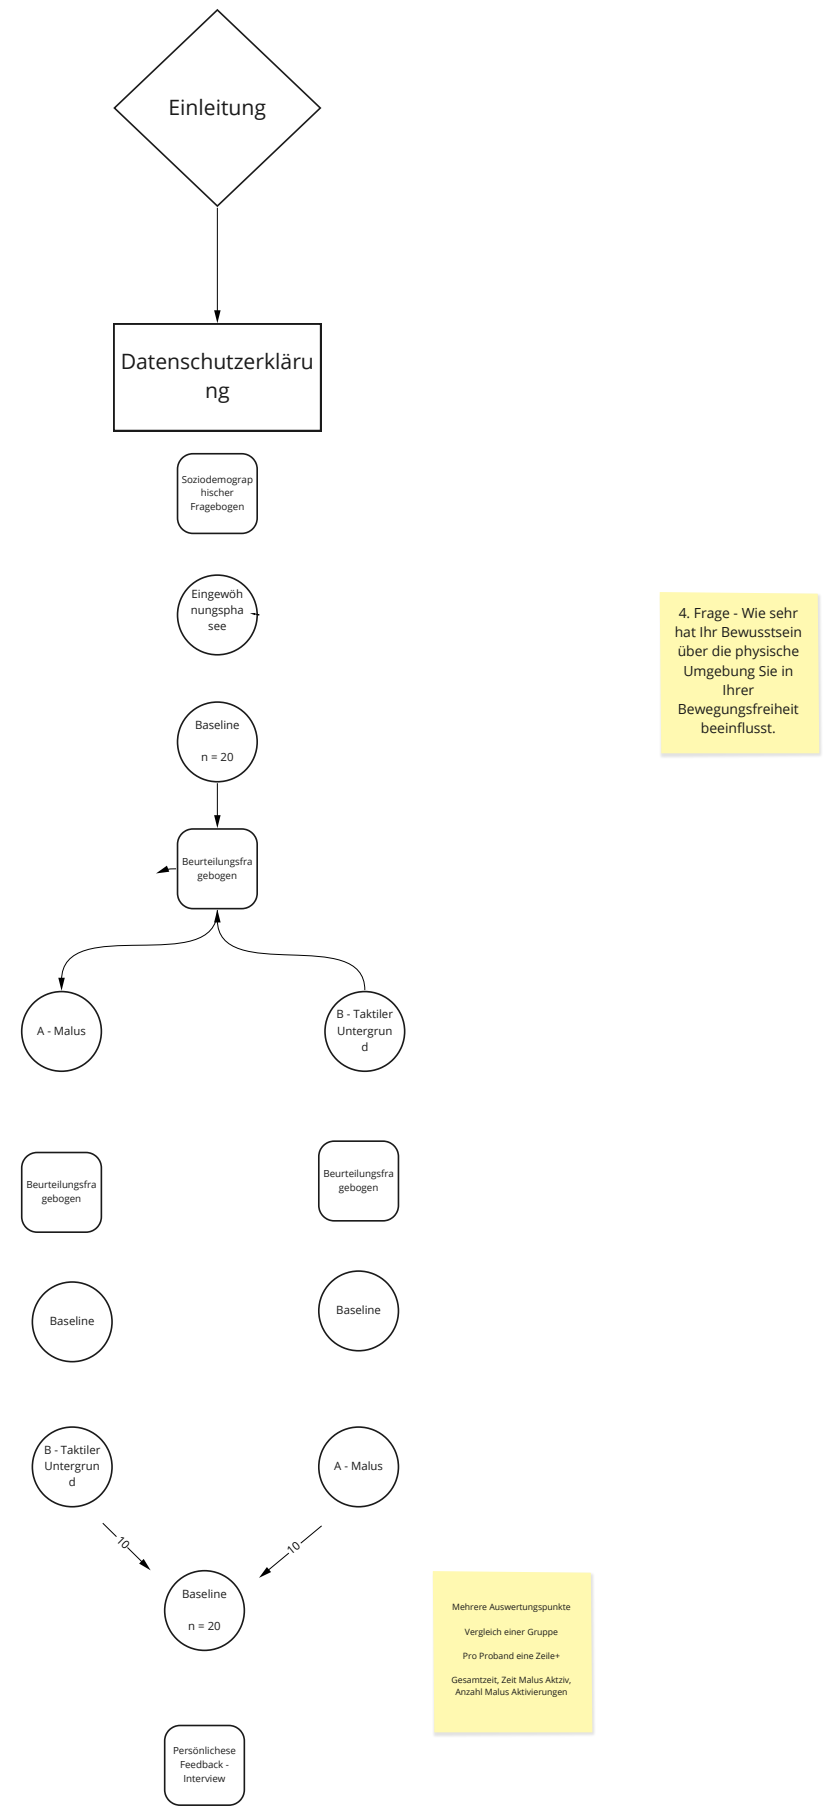 Einleitung
Datenschutzerkläru
ng
Soziodemograp
hischer
Fragebogen
Eingewöh
nungspha
see
4. Frage - Wie sehr
hat Ihr Bewusstsein
über die physische
Umgebung Sie in
Ihrer
Bewegungsfreiheit
beeinflusst.
Baseline
n = 20
Beurteilungsfra
gebogen
A - Malus
B - Taktiler
Untergrun
d
Beurteilungsfra
gebogen
Beurteilungsfra
gebogen
Baseline
Baseline
B - Taktiler
Untergrun
d
A - Malus
10
10
Baseline
n = 20
Mehrere Auswertungspunkte
Vergleich einer Gruppe
Pro Proband eine Zeile+
Gesamtzeit, Zeit Malus Aktziv,
Anzahl Malus Aktivierungen
Persönlichese
Feedback -
Interview